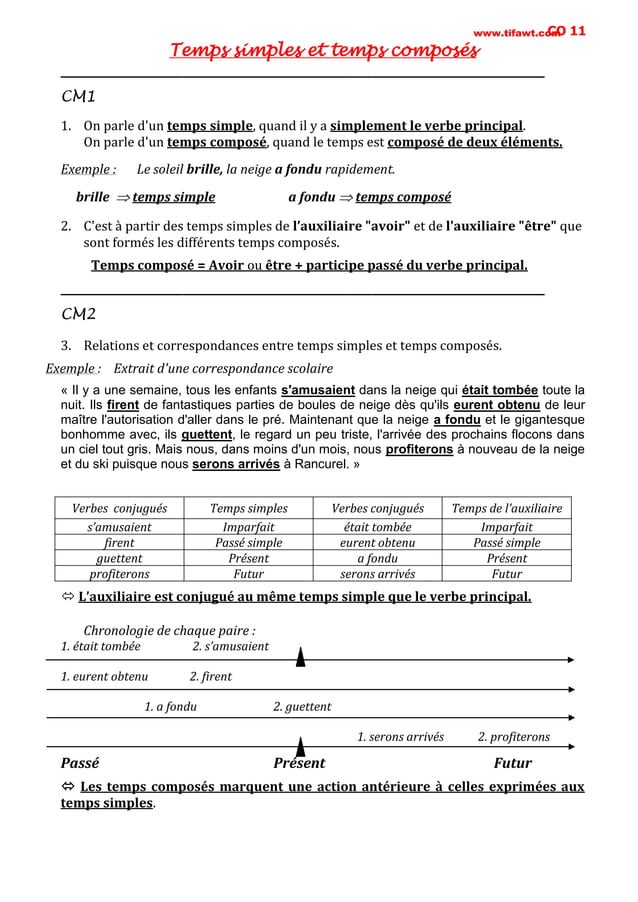 www.tifawt.com
CO 11
Temps simples et temps composés
CM1
1. On parle d'un temps simple, quand il y a simplement le verbe principal.
On parle d'un temps composé, quand le temps est composé de deux éléments.
Exemple : Le soleil brille, la neige a fondu rapidement.
brille ⇒ temps simple a fondu ⇒ temps composé
2. C'est à partir des temps simples de l'auxiliaire "avoir" et de l'auxiliaire "être" que
sont formés les différents temps composés.
Temps composé = Avoir ou être + participe passé du verbe principal.
CM2
3. Relations et correspondances entre temps simples et temps composés.
Exemple : Extrait d'une correspondance scolaire
« Il y a une semaine, tous les enfants s'amusaient dans la neige qui était tombée toute la
nuit. Ils firent de fantastiques parties de boules de neige dès qu'ils eurent obtenu de leur
maître l'autorisation d'aller dans le pré. Maintenant que la neige a fondu et le gigantesque
bonhomme avec, ils guettent, le regard un peu triste, l'arrivée des prochains flocons dans
un ciel tout gris. Mais nous, dans moins d'un mois, nous profiterons à nouveau de la neige
et du ski puisque nous serons arrivés à Rancurel. »
Verbes conjugués Temps simples Verbes conjugués Temps de l'auxiliaire
s'amusaient Imparfait était tombée Imparfait
firent Passé simple eurent obtenu Passé simple
guettent Présent a fondu Présent
profiterons Futur serons arrivés Futur
⇔ L'auxiliaire est conjugué au même temps simple que le verbe principal.
Chronologie de chaque paire :
1. était tombée 2. s'amusaient
1. eurent obtenu 2. firent
1. a fondu 2. guettent
1. serons arrivés 2. profiterons
Passé Présent Futur
⇔ Les temps composés marquent une action antérieure à celles exprimées aux
temps simples.